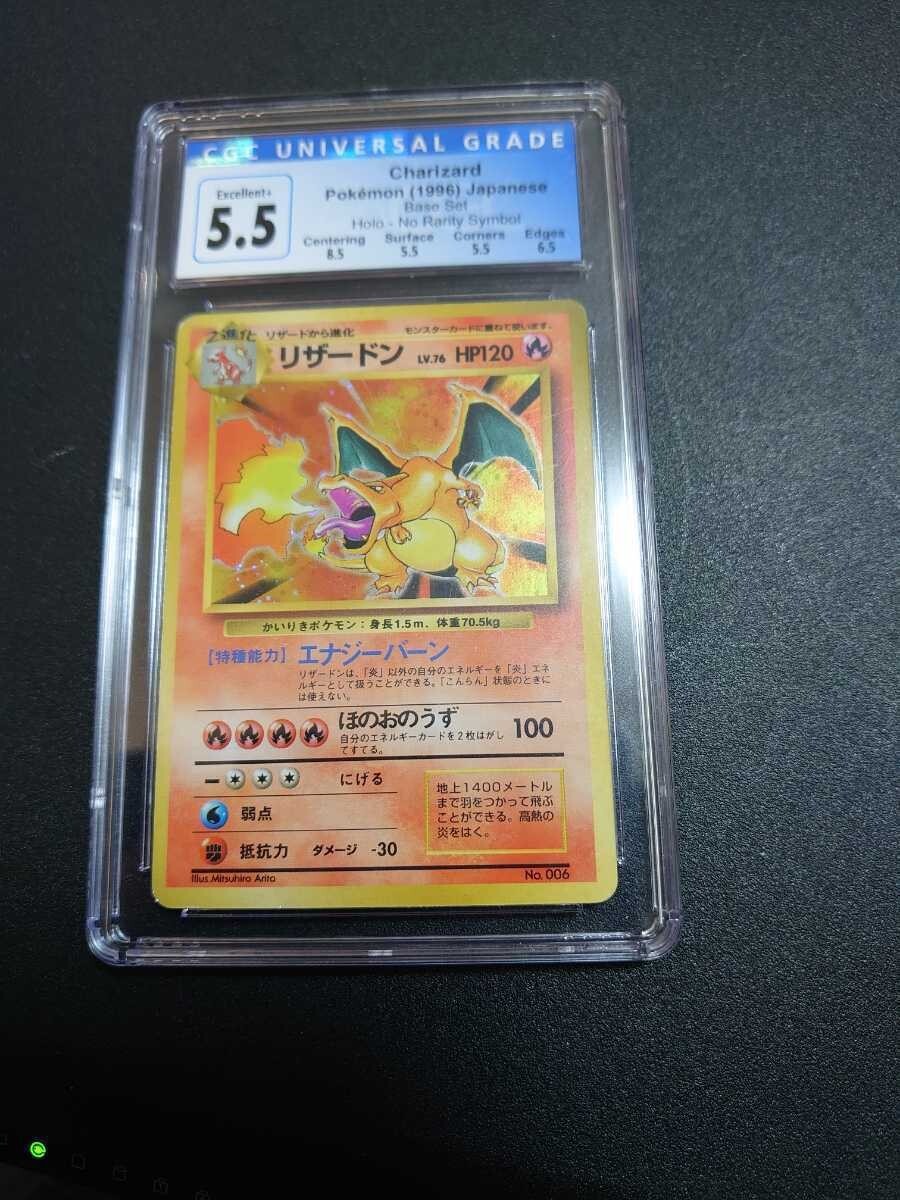 CGC UNIVERSAL GRADE
Excellent+
5.5
Charizard
Pokémon (1996) Japanese
Base Set
Holo - No Rarity Symbol
Centering Surface Corners Edges
8.5 5.5 5.5 6.5
2進化 リザードから進化 モンスターカードに重ねて使います。
リザードン LV.76 HP120
かいりきポケモン：身長1.5m、体重70.5kg
［特種能力］エナジーバーン
リザードンは、「炎」以外の自分のエネルギーを「炎」エネ
ルギーとして扱うことができる。「こんらん」状態のときに
は使えない。
ほのおのうず 100
自分のエネルギーカードを2枚はがし
てすてる。
にげる
弱点
抵抗力 ダメージ -30
地上1400メートル
まで羽をつかって飛ぶ
ことができる。高熱の
炎をはく。
Illus.Mitsuhiro Arita No. 006